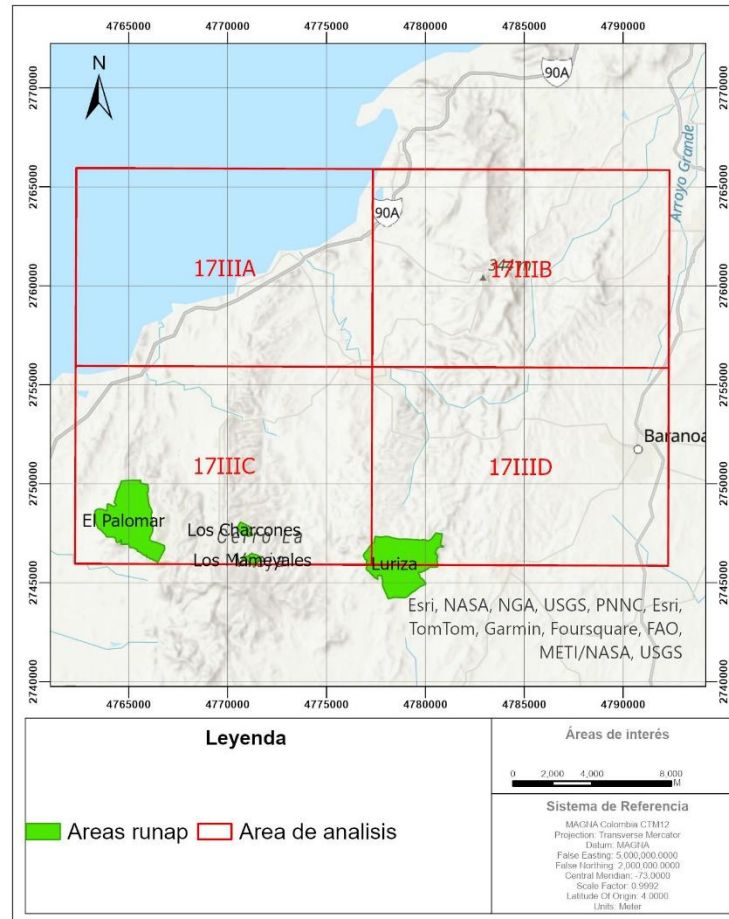 4765000 4770000 4775000 4780000 4785000 4790000
N
90A
2770000 2770000
Arroyo Grande
2765000 2765000
90A
17IIIA
17IIIB
2760000 2760000
2755000 2755000
Baranoa
17IIIC
17IIID
2750000 2750000
El Palomar
Los Charcones
Cerro La
Los Mameyales
Luriza
2745000 2745000
Esri, NASA, NGA, USGS, PNNC, Esri,
TomTom, Garmin, Foursquare, FAO,
METI/NASA, USGS
2740000 2740000
4765000 4770000 4775000 4780000 4785000 4790000
Leyenda
Areas runap
Area de analisis
Áreas de interés
0 2,000 4,000 8,000
M
Sistema de Referencia
MAGNA Colombia CTM12
Projection: Transverse Mercator
Datum: MAGNA
False Easting: 5,000,000.0000
False Northing: 2,000,000.0000
Central Meridian: -73.0000
Scale Factor: 0.9992
Latitude Of Origin: 4.0000
Units: Meter